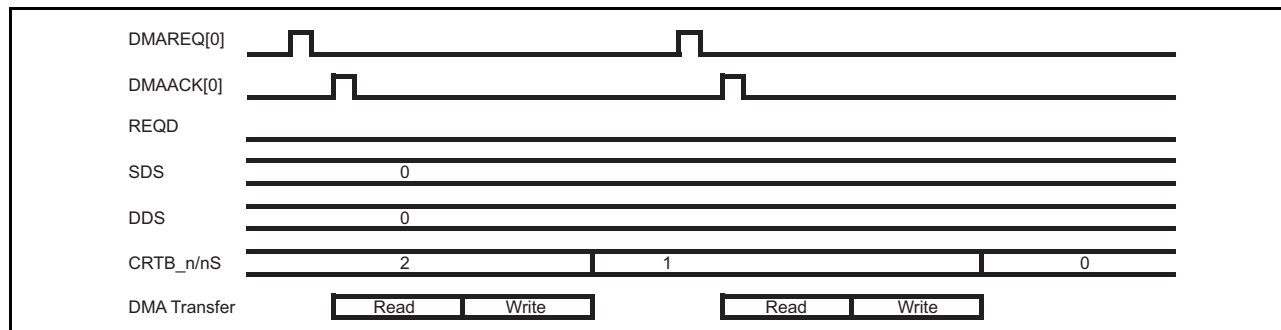 DMAREQ[0]
DMAACK[0]
REQD
SDS 0
DDS 0
CRTB_n/nS 2 1 0
DMA Transfer Read Write Read Write